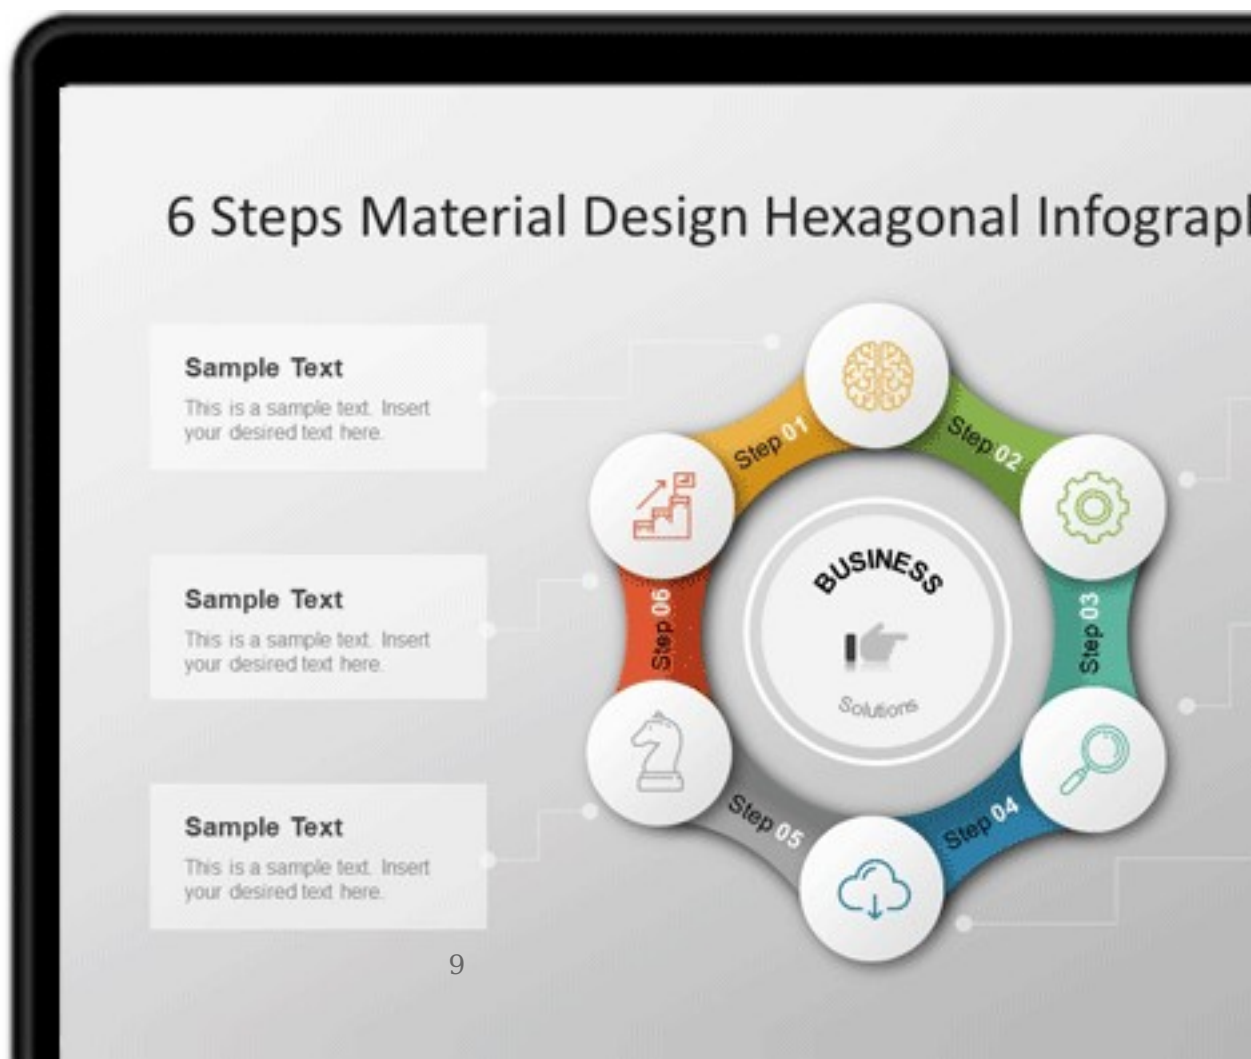 6 Steps Material Design Hexagonal Infograph
Sample Text
This is a sample text. Insert
your desired text here.
Sample Text
This is a sample text. Insert
your desired text here.
Sample Text
This is a sample text. Insert
your desired text here.
Step 01
Step 02
Step 03
Step 04
Step 05
Step 06
BUSINESS
Solutions
9